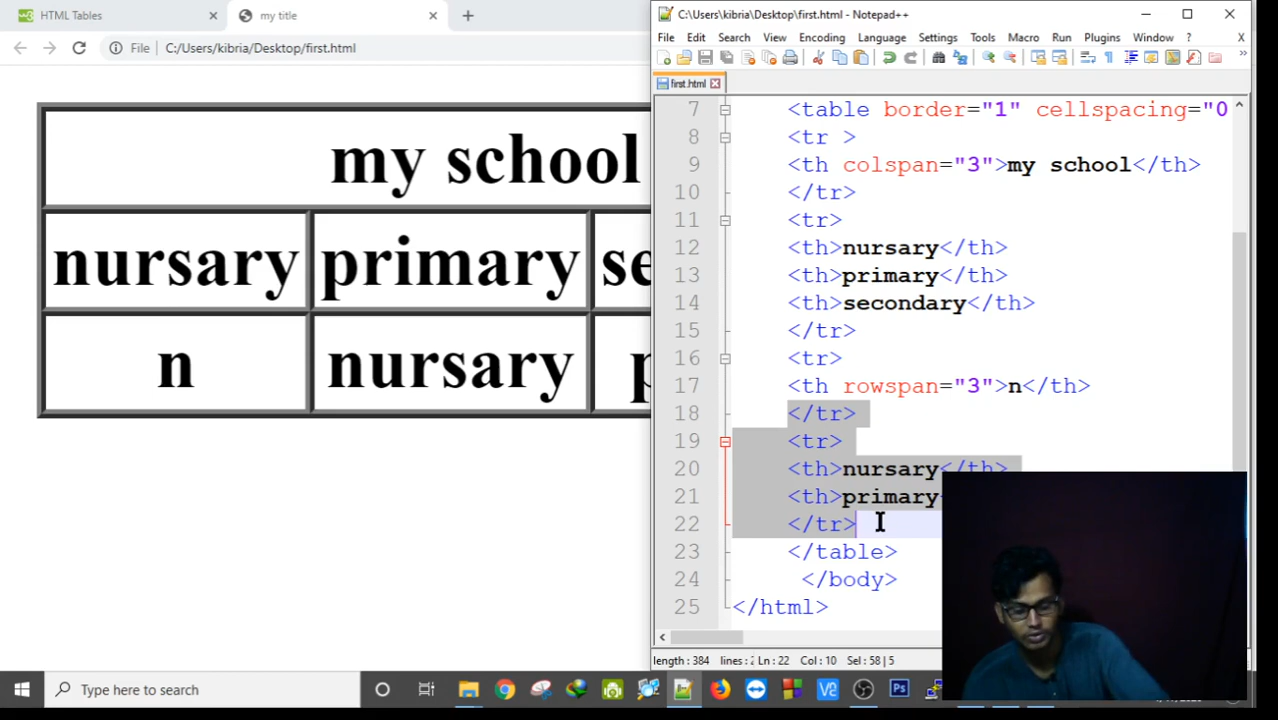 HTML Tables
my title
File
C:/Users/kibria/Desktop/first.html
my school
nursary primary se
n nursary p
C:\Users\kibria\Desktop\first.html - Notepad++
File Edit Search View Encoding Language Settings Tools Macro Run Plugins Window ? X
first.html
7 <table border="1" cellspacing="0
8 <tr >
9 <th colspan="3">my school</th>
10 </tr>
11 <tr>
12 <th>nursary</th>
13 <th>primary</th>
14 <th>secondary</th>
15 </tr>
16 <tr>
17 <th rowspan="3">n</th>
18 </tr>
19 <tr>
20 <th>nursary</th>
21 <th>primary
22 </tr>
23 </table>
24 </body>
25 </html>
length : 384 lines : Ln : 22 Col : 10 Sel : 58 | 5
Type here to search